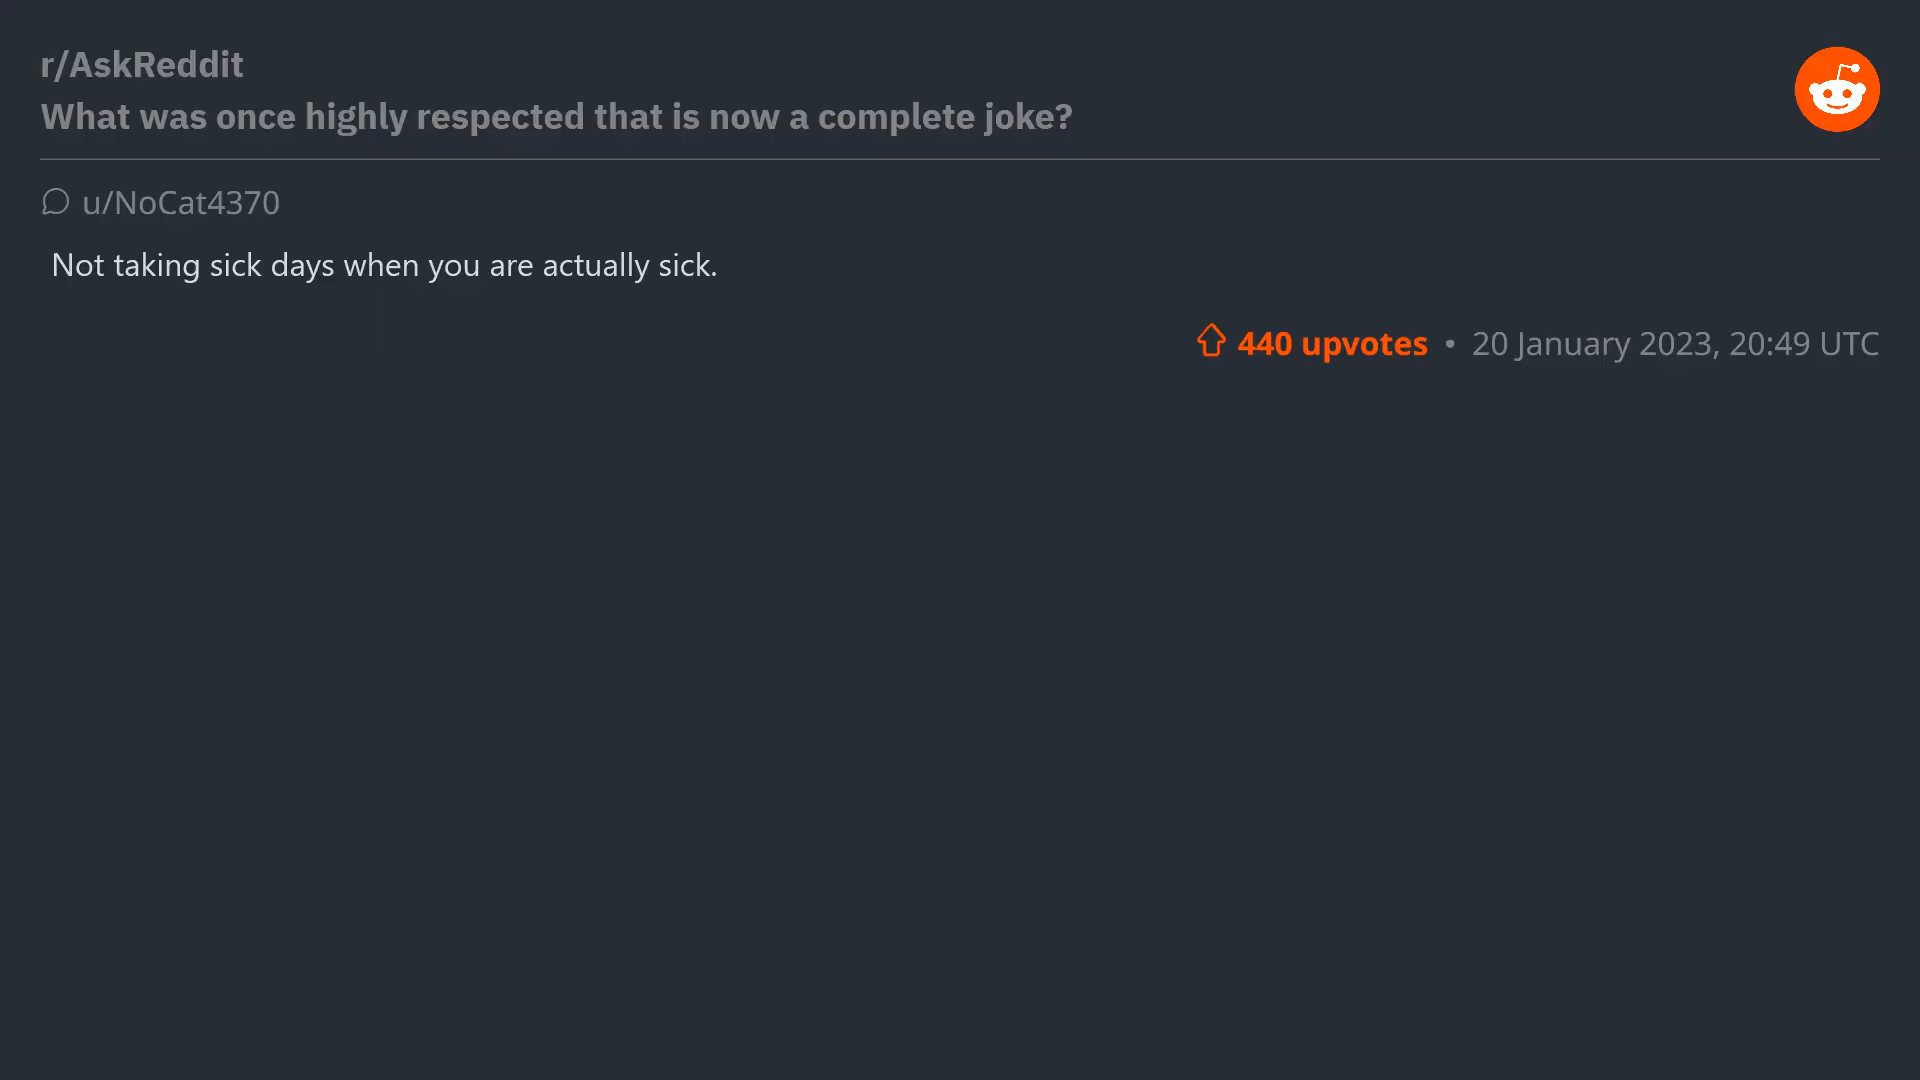 r/AskReddit
What was once highly respected that is now a complete joke?
u/NoCat4370
Not taking sick days when you are actually sick.
440 upvotes • 20 January 2023, 20:49 UTC